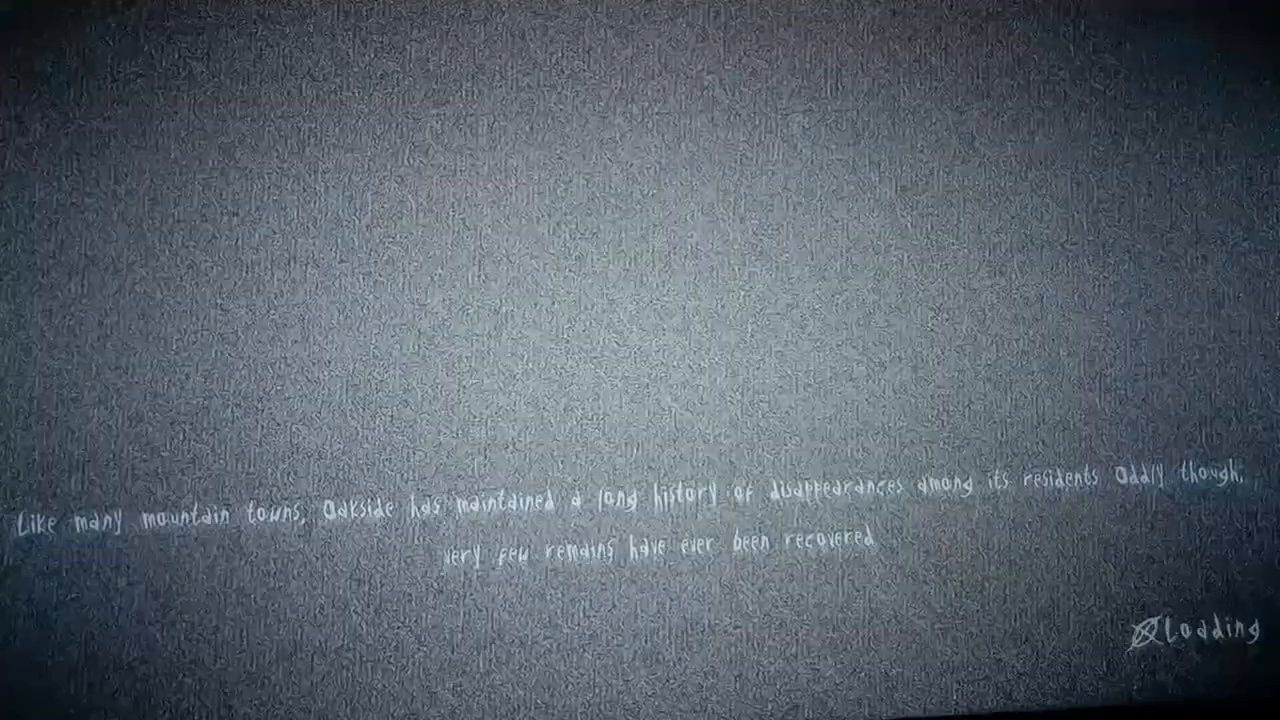 Like many mountain towns, Oakside has maintained a long history of disappearances among its residents Oddly though,
very few remains have ever been recovered
Loading